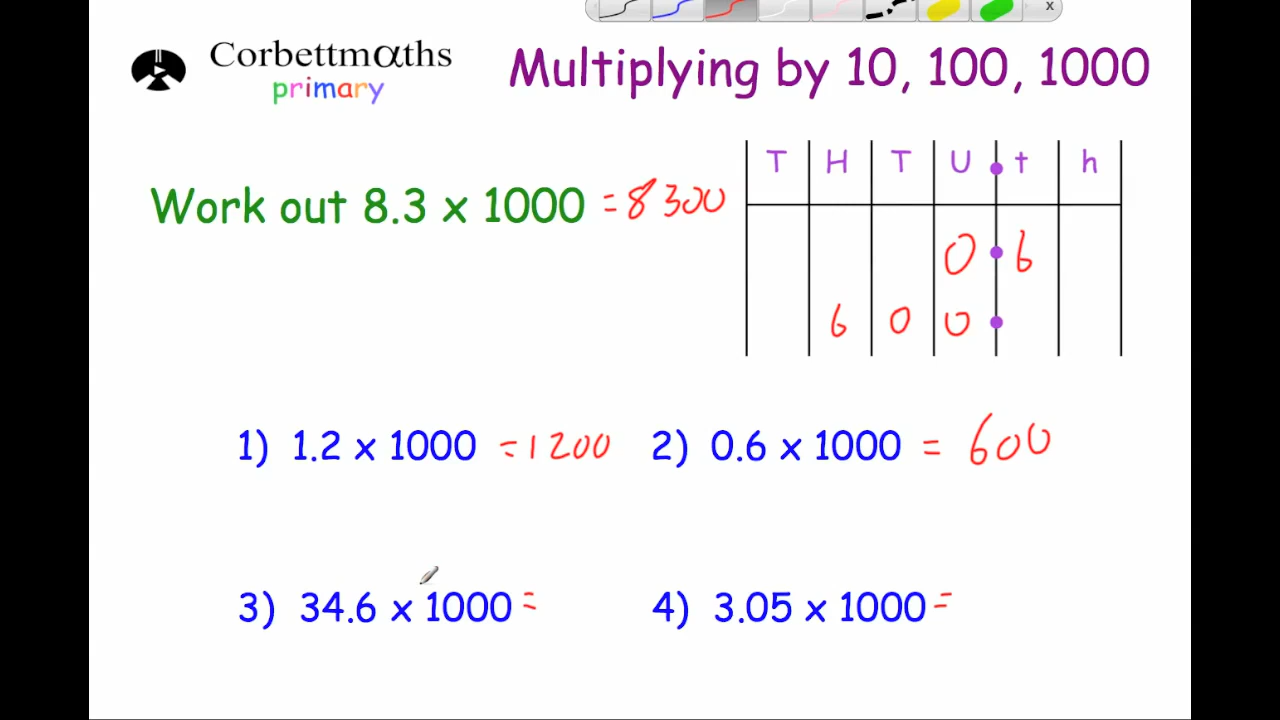 x
Corbettmαths
primary
Multiplying by 10, 100, 1000
Work out 8.3 x 1000 = 8300
T H T U . t h
0 . 6
6 0 0 .
1) 1.2 x 1000 = 1200
2) 0.6 x 1000 = 600
3) 34.6 x 1000 =
4) 3.05 x 1000 =